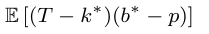 𝔼 [(T − k*)(b* − p)]